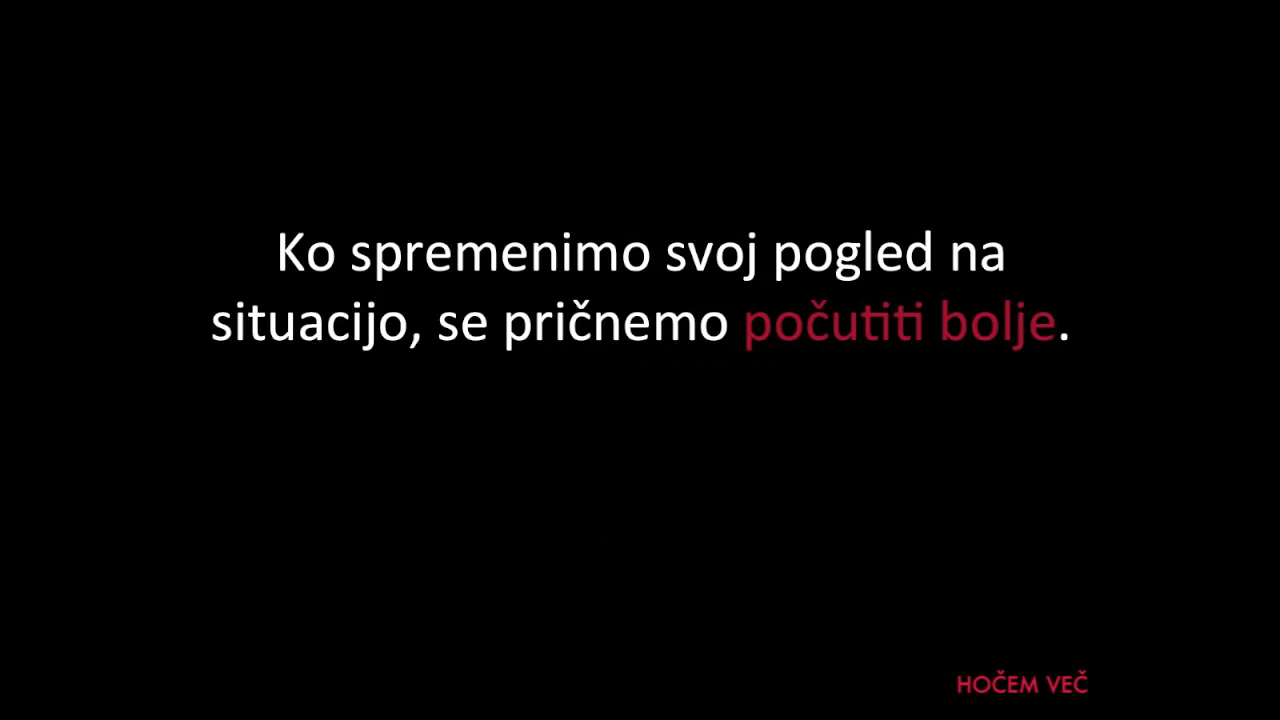 Ko spremenimo svoj pogled na
situacijo, se pričnemo počutiti bolje.
HOČEM VEČ